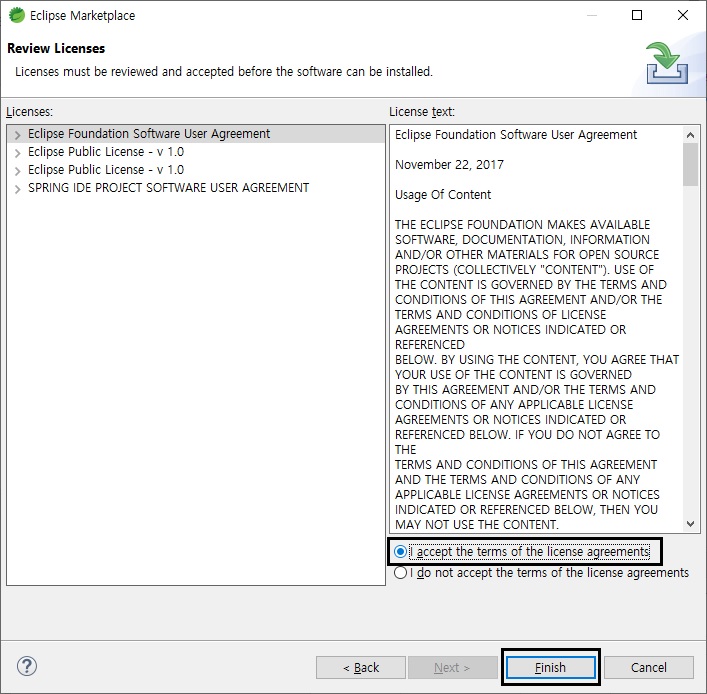 Eclipse Marketplace
Review Licenses
Licenses must be reviewed and accepted before the software can be installed.
Licenses:
Eclipse Foundation Software User Agreement
Eclipse Public License - v 1.0
Eclipse Public License - v 1.0
SPRING IDE PROJECT SOFTWARE USER AGREEMENT
License text:
Eclipse Foundation Software User Agreement
November 22, 2017
Usage Of Content
THE ECLIPSE FOUNDATION MAKES AVAILABLE
SOFTWARE, DOCUMENTATION, INFORMATION
AND/OR OTHER MATERIALS FOR OPEN SOURCE
PROJECTS (COLLECTIVELY "CONTENT"). USE OF
THE CONTENT IS GOVERNED BY THE TERMS AND
CONDITIONS OF THIS AGREEMENT AND/OR THE
TERMS AND CONDITIONS OF LICENSE
AGREEMENTS OR NOTICES INDICATED OR
REFERENCED
BELOW. BY USING THE CONTENT, YOU AGREE THAT
YOUR USE OF THE CONTENT IS GOVERNED
BY THIS AGREEMENT AND/OR THE TERMS AND
CONDITIONS OF ANY APPLICABLE LICENSE
AGREEMENTS OR NOTICES INDICATED OR
REFERENCED BELOW. IF YOU DO NOT AGREE TO
THE
TERMS AND CONDITIONS OF THIS AGREEMENT
AND THE TERMS AND CONDITIONS OF ANY
APPLICABLE LICENSE AGREEMENTS OR NOTICES
INDICATED OR REFERENCED BELOW, THEN YOU
MAY NOT USE THE CONTENT.
I accept the terms of the license agreements
I do not accept the terms of the license agreements
?
< Back
Next >
Finish
Cancel